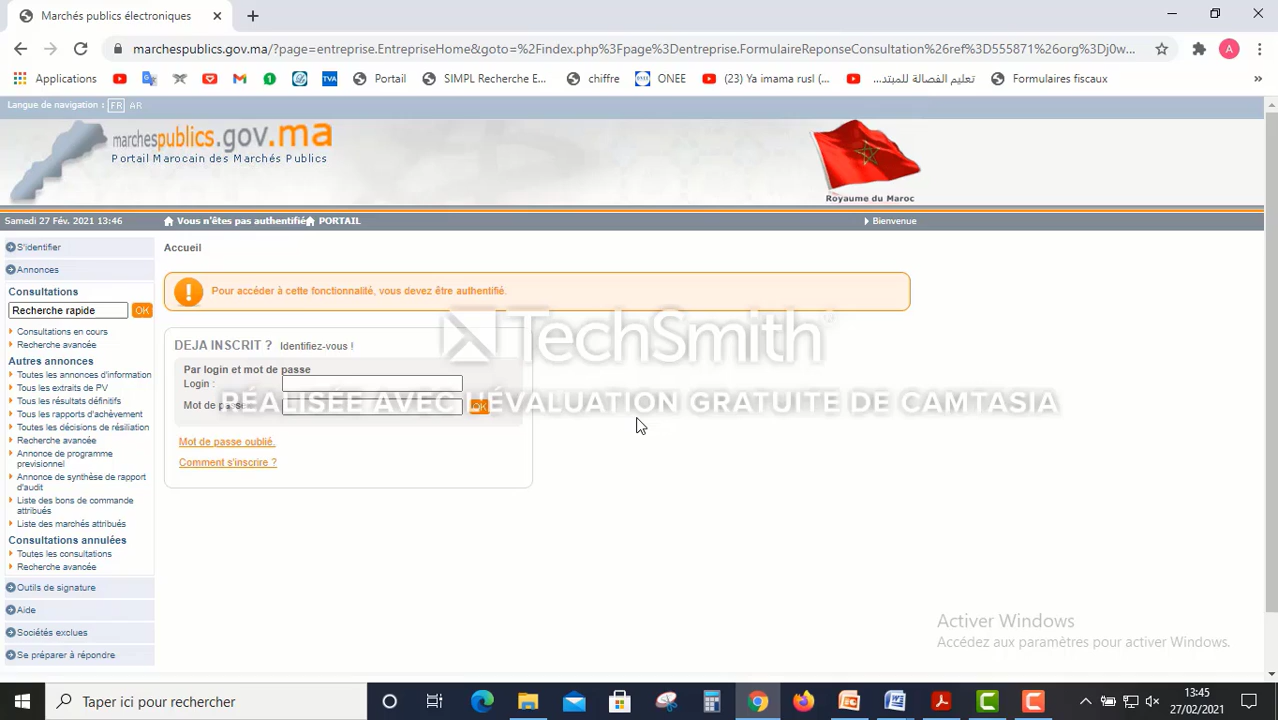 Marchés publics électroniques
marchespublics.gov.ma/?page=entreprise.EntrepriseHome&goto=%2Findex.php%3Fpage%3Dentreprise.FormulaireReponseConsultation%26ref%3D555871%26org%3Dj0w...
A
Applications
TVA
Portail
SIMPL Recherche E...
chiffre
ONEE
(23) Ya imama rusl (...
تعليم الفصالة للمبتد...
Formulaires fiscaux
»
Langue de navigation : FR AR
marchespublics.gov.ma
Portail Marocain des Marchés Publics
Royaume du Maroc
Samedi 27 Fév. 2021 13:46
Vous n'êtes pas authentifié
PORTAIL
Bienvenue
S'identifier
Annonces
Consultations
Recherche rapide
OK
Consultations en cours
Recherche avancée
Autres annonces
Toutes les annonces d'information
Tous les extraits de PV
Tous les résultats définitifs
Tous les rapports d'achèvement
Toutes les décisions de résiliation
Recherche avancée
Annonce de programme
previsionnel
Annonce de synthèse de rapport
d'audit
Liste des bons de commande
attribués
Liste des marchés attribués
Consultations annulées
Toutes les consultations
Recherche avancée
Outils de signature
Aide
Sociétés exclues
Se préparer à répondre
Accueil
Pour accéder à cette fonctionnalité, vous devez être authentifié.
DEJA INSCRIT ? Identifiez-vous !
Par login et mot de passe
Login :
Mot de passe
OK
Mot de passe oublié.
Comment s'inscrire ?
TechSmith
RÉALISÉE AVEC L'ÉVALUATION GRATUITE DE CAMTASIA
Activer Windows
Accédez aux paramètres pour activer Windows.
Taper ici pour rechercher
13:45
27/02/2021